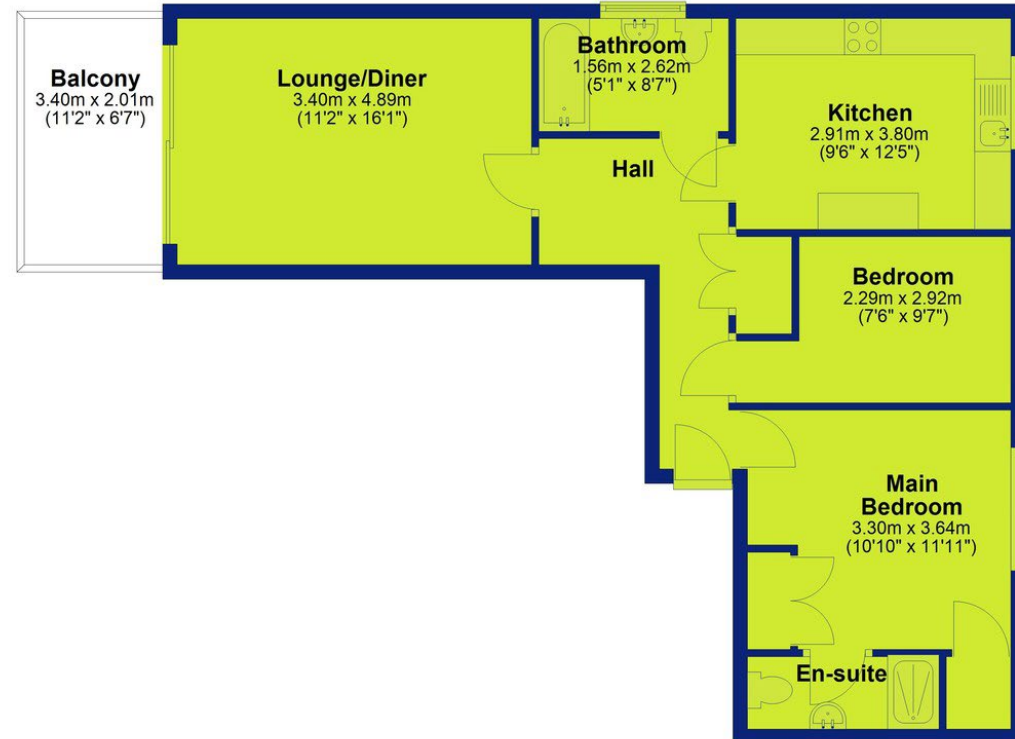 Balcony
3.40m x 2.01m
(11'2" x 6'7")
Lounge/Diner
3.40m x 4.89m
(11'2" x 16'1")
Bathroom
1.56m x 2.62m
(5'1" x 8'7")
Kitchen
2.91m x 3.80m
(9'6" x 12'5")
Hall
Bedroom
2.29m x 2.92m
(7'6" x 9'7")
Main
Bedroom
3.30m x 3.64m
(10'10" x 11'11")
En-suite